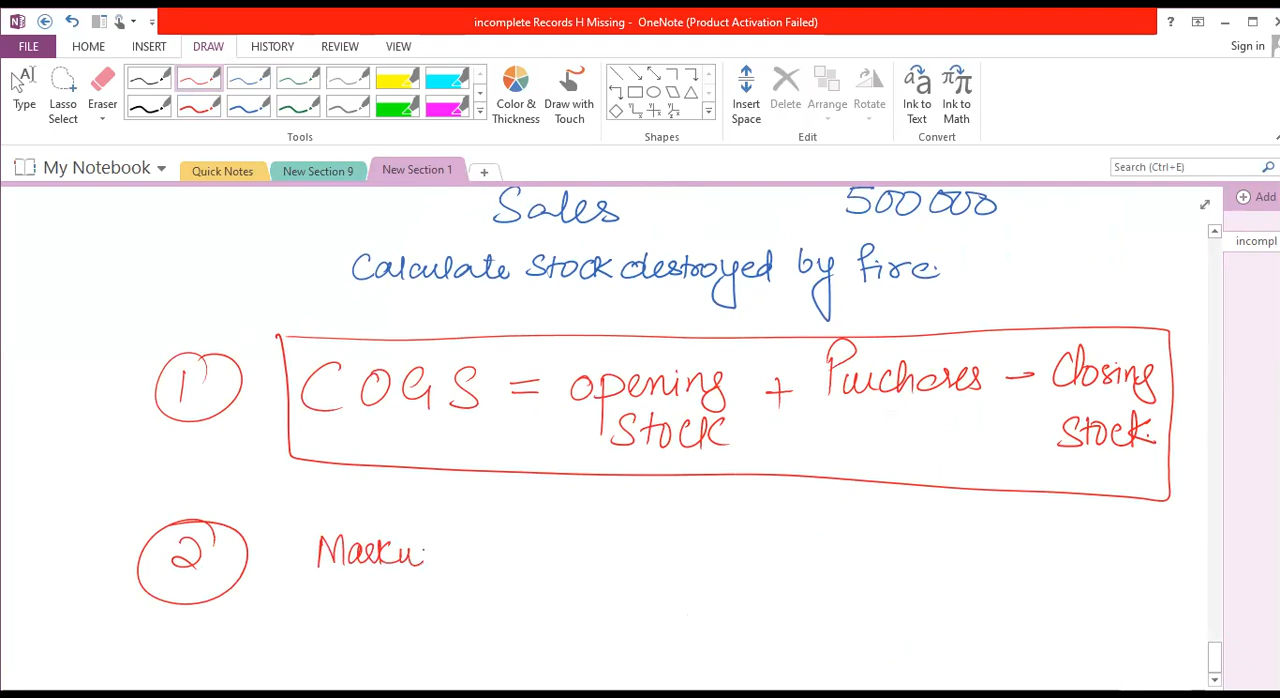 incomplete Records H Missing - OneNote (Product Activation Failed)
FILE HOME INSERT DRAW HISTORY REVIEW VIEW Sign in
Type Lasso Select Eraser Color & Thickness Draw with Touch Insert Space Delete Arrange Rotate Ink to Text Ink to Math
Tools Shapes Edit Convert
My Notebook Quick Notes New Section 9 New Section 1 Search (Ctrl+E)
Add
incompl
Sales 500000
Calculate Stock destroyed by fire.
1 COGS = opening + Purchases - Closing
Stock Stock.
2 Marku